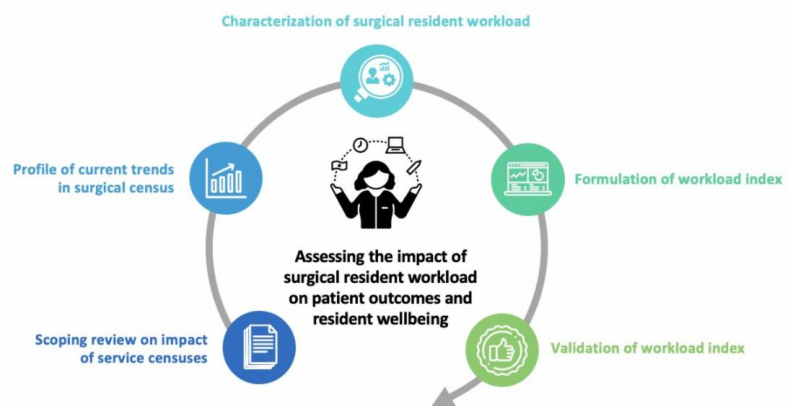 Characterization of surgical resident workload
Profile of current trends
in surgical census
Formulation of workload index
Assessing the impact of
surgical resident workload
on patient outcomes and
resident wellbeing
Scoping review on impact
of service censuses
Validation of workload index